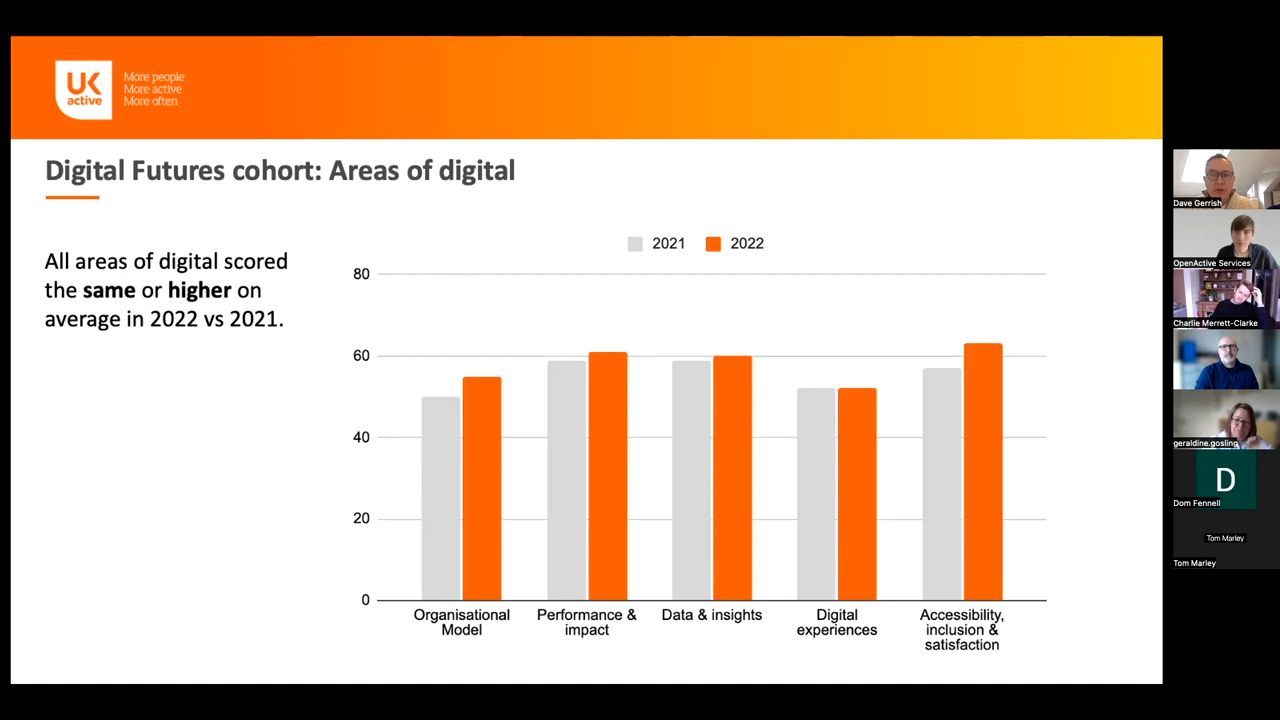 UK
active
More people
More active
More often
Digital Futures cohort: Areas of digital
All areas of digital scored
the same or higher on
average in 2022 vs 2021.
2021 2022
80
60
40
20
0
Organisational
Model
Performance &
impact
Data & insights
Digital
experiences
Accessibility,
inclusion &
satisfaction
Dave Gerrish
OpenActive Services
Charlie Merrett-Clarke
geraldine.gosling
D
Dom Fennell
Tom Marley
Tom Marley